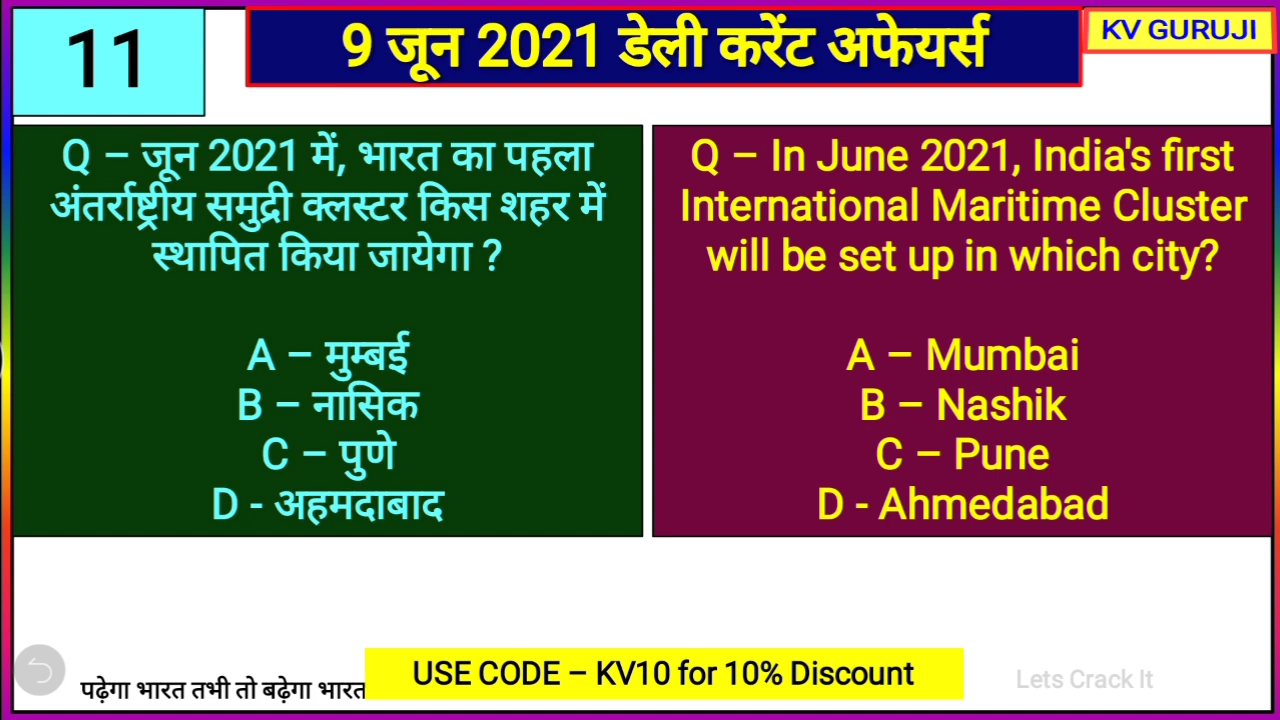 11
9 जून 2021 डेली करेंट अफेयर्स
KV GURUJI
Q – जून 2021 में, भारत का पहला
अंतर्राष्ट्रीय समुद्री क्लस्टर किस शहर में
स्थापित किया जायेगा ?
A – मुम्बई
B – नासिक
C – पुणे
D - अहमदाबाद
Q – In June 2021, India's first
International Maritime Cluster
will be set up in which city?
A – Mumbai
B – Nashik
C – Pune
D - Ahmedabad
पढ़ेगा भारत तभी तो बढ़ेगा भारत
USE CODE – KV10 for 10% Discount
Lets Crack It